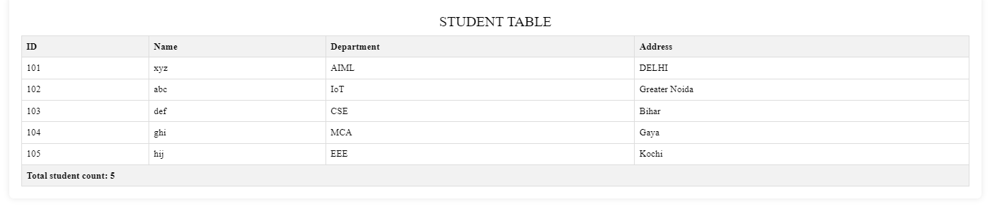 STUDENT TABLE
ID Name Department Address
101 xyz AIML DELHI
102 abc IoT Greater Noida
103 def CSE Bihar
104 ghi MCA Gaya
105 hij EEE Kochi
Total student count: 5